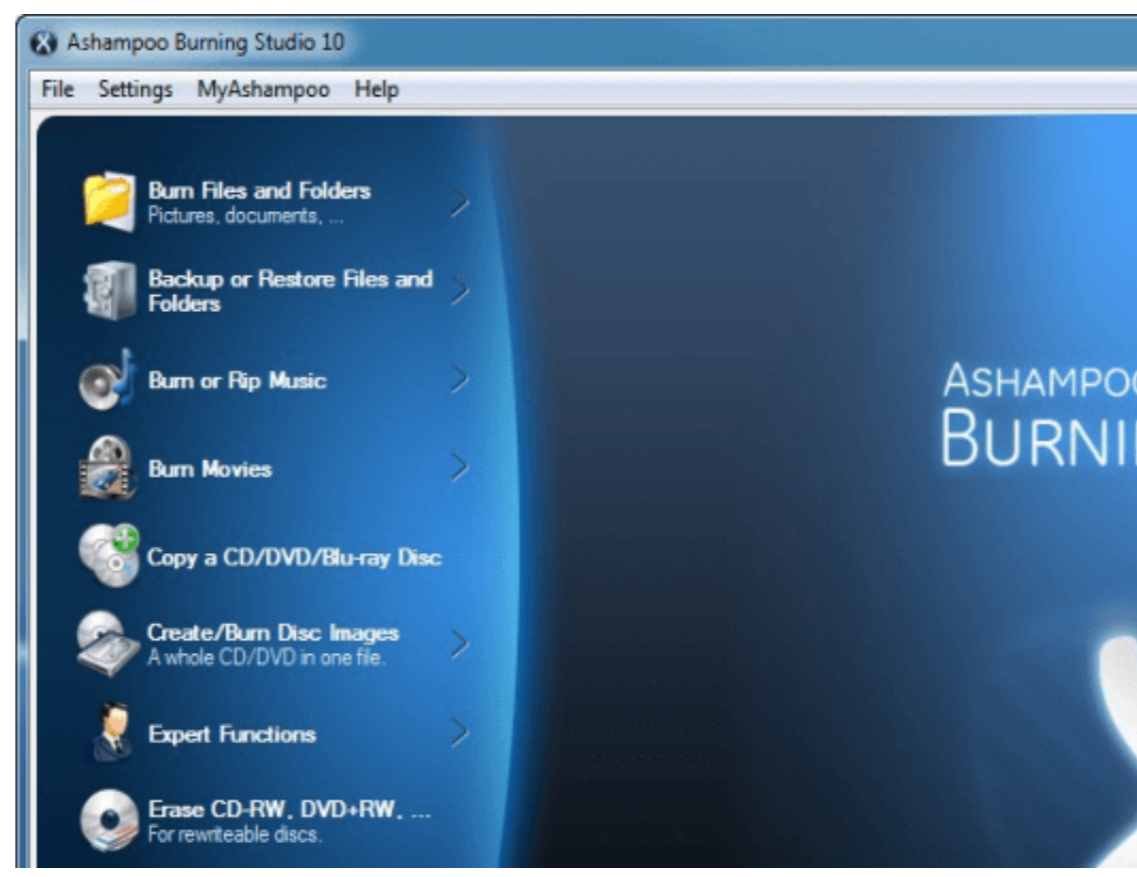 Ashampoo Burning Studio 10
File Settings MyAshampoo Help
Burn Files and Folders
Pictures, documents, ...
Backup or Restore Files and
Folders
Burn or Rip Music
Burn Movies
Copy a CD/DVD/Blu-ray Disc
Create/Burn Disc Images
A whole CD/DVD in one file.
Expert Functions
Erase CD-RW, DVD+RW, ...
For rewriteable discs.
ASHAMPOO
BURNI